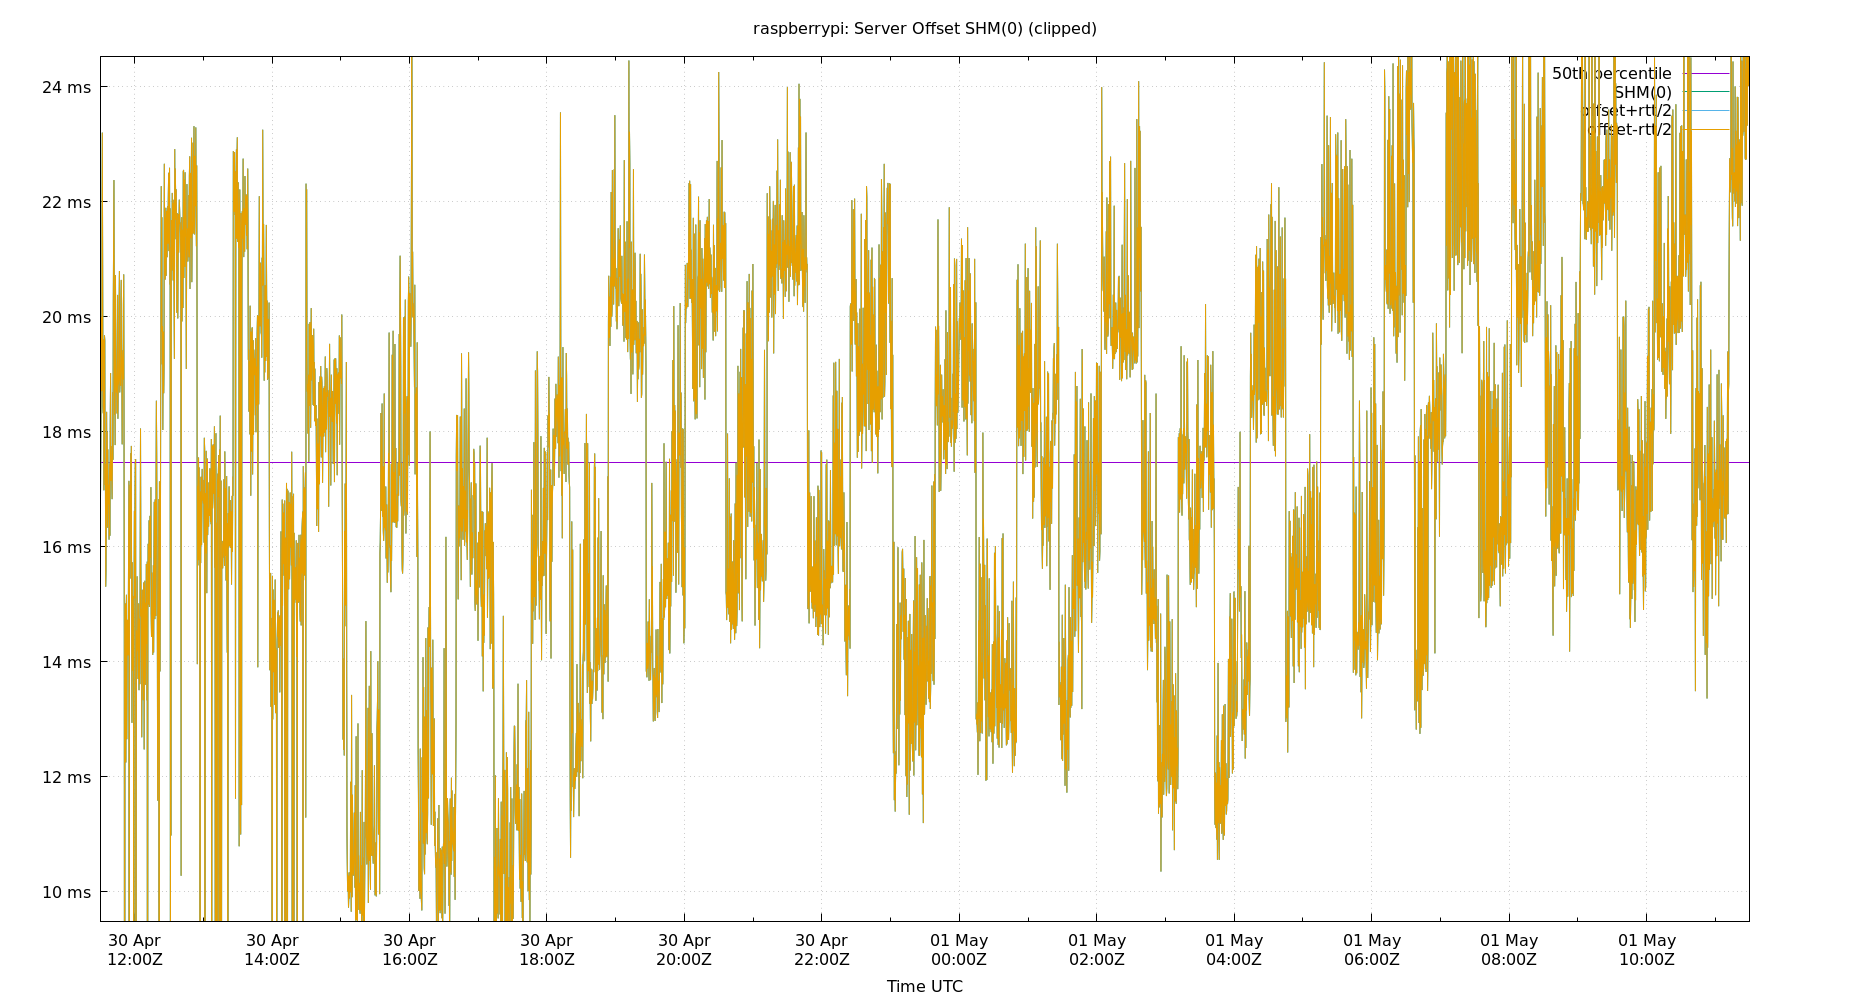 raspberrypi: Server Offset SHM(0) (clipped)
50th percentile
SHM(0)
offset+rtt/2
offset-rtt/2
24 ms
22 ms
20 ms
18 ms
16 ms
14 ms
12 ms
10 ms
30 Apr 30 Apr 30 Apr 30 Apr 30 Apr 30 Apr 01 May 01 May 01 May 01 May 01 May 01 May
12:00Z 14:00Z 16:00Z 18:00Z 20:00Z 22:00Z 00:00Z 02:00Z 04:00Z 06:00Z 08:00Z 10:00Z
Time UTC